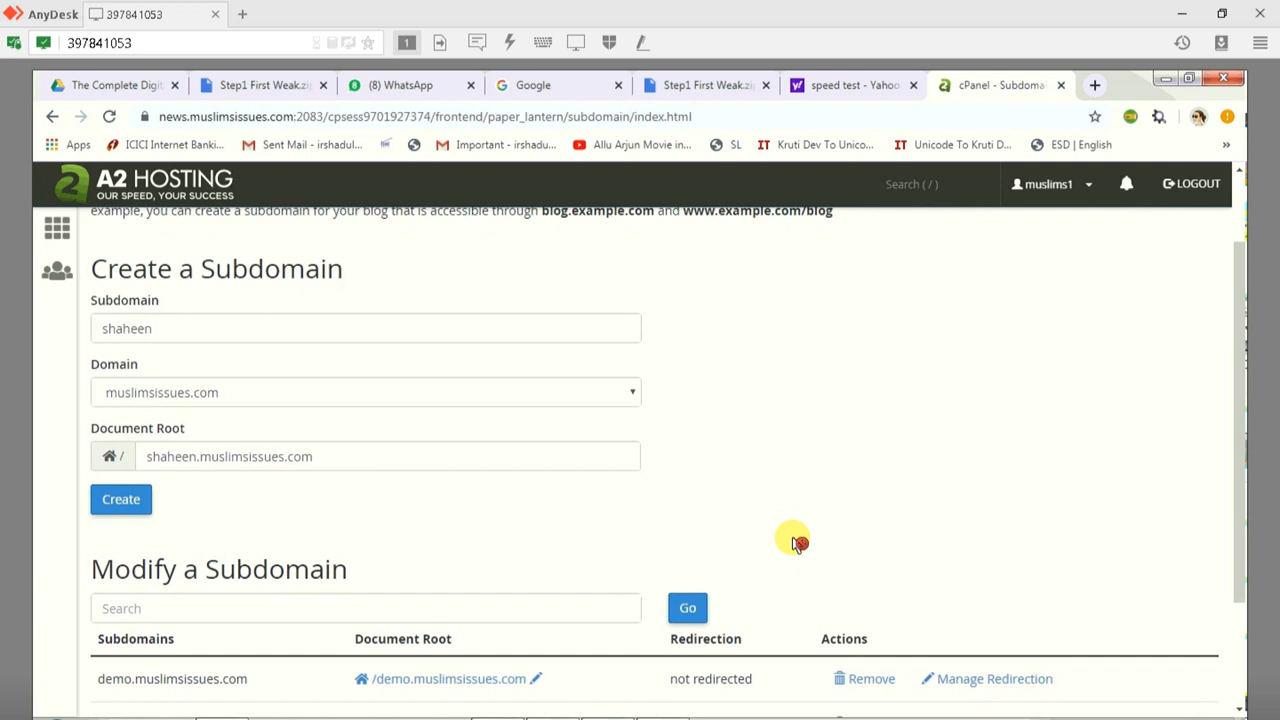 AnyDesk
397841053
397841053
1
The Complete Digit
Step1 First Weak.zi
(8) WhatsApp
Google
Step1 First Weak.zi
speed test - Yahoo
cPanel - Subdoma
news.muslimsissues.com:2083/cpsess9701927374/frontend/paper_lantern/subdomain/index.html
Apps
ICICI Internet Banki...
Sent Mail - irshadul...
Important - irshadu...
Allu Arjun Movie in...
SL
IT Kruti Dev To Unico...
IT Unicode To Kruti D...
ESD | English
»
A2 HOSTING
OUR SPEED, YOUR SUCCESS
Search ( / )
muslims1
LOGOUT
example, you can create a subdomain for your blog that is accessible through blog.example.com and www.example.com/blog
Create a Subdomain
Subdomain
shaheen
Domain
muslimsissues.com
Document Root
/
shaheen.muslimsissues.com
Create
Modify a Subdomain
Search
Go
Subdomains Document Root Redirection Actions
demo.muslimsissues.com /demo.muslimsissues.com not redirected Remove Manage Redirection